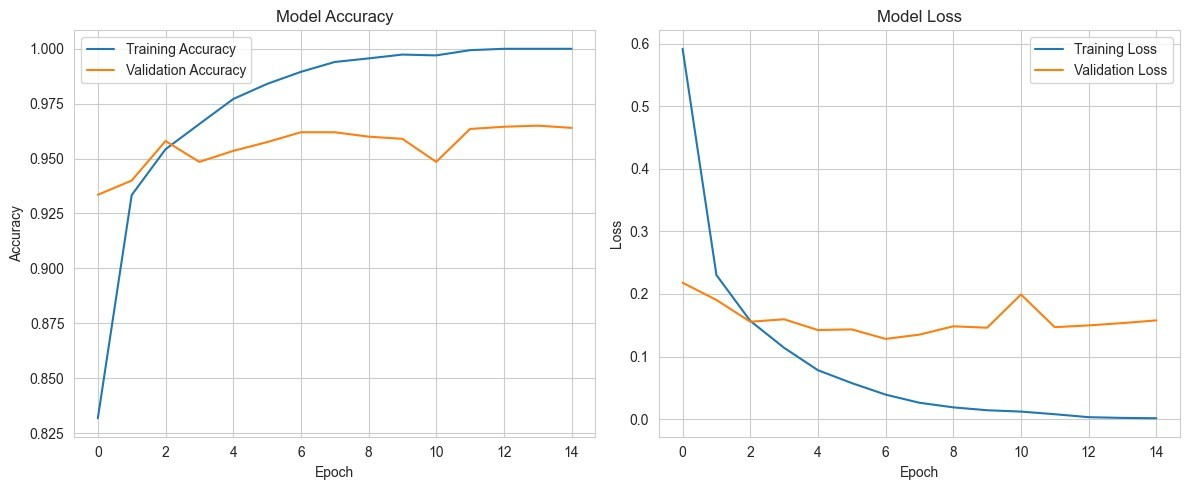 Model Accuracy
Training Accuracy
Validation Accuracy
1.000
0.975
0.950
0.925
0.900
0.875
0.850
0.825
Accuracy
0 2 4 6 8 10 12 14
Epoch
Model Loss
Training Loss
Validation Loss
0.6
0.5
0.4
0.3
0.2
0.1
0.0
Loss
0 2 4 6 8 10 12 14
Epoch